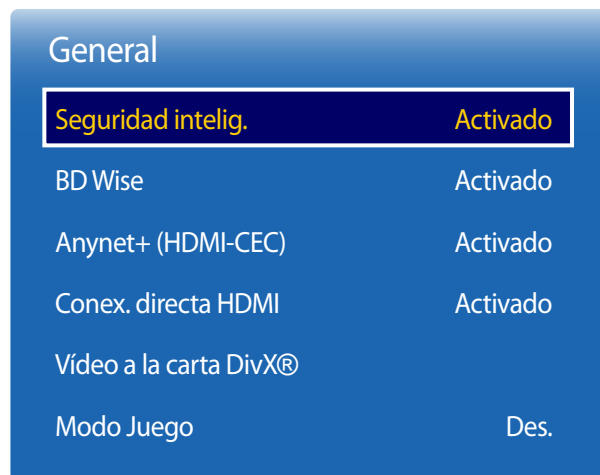 General
Seguridad intelig. Activado
BD Wise Activado
Anynet+ (HDMI-CEC) Activado
Conex. directa HDMI Activado
Vídeo a la carta DivX®
Modo Juego Des.